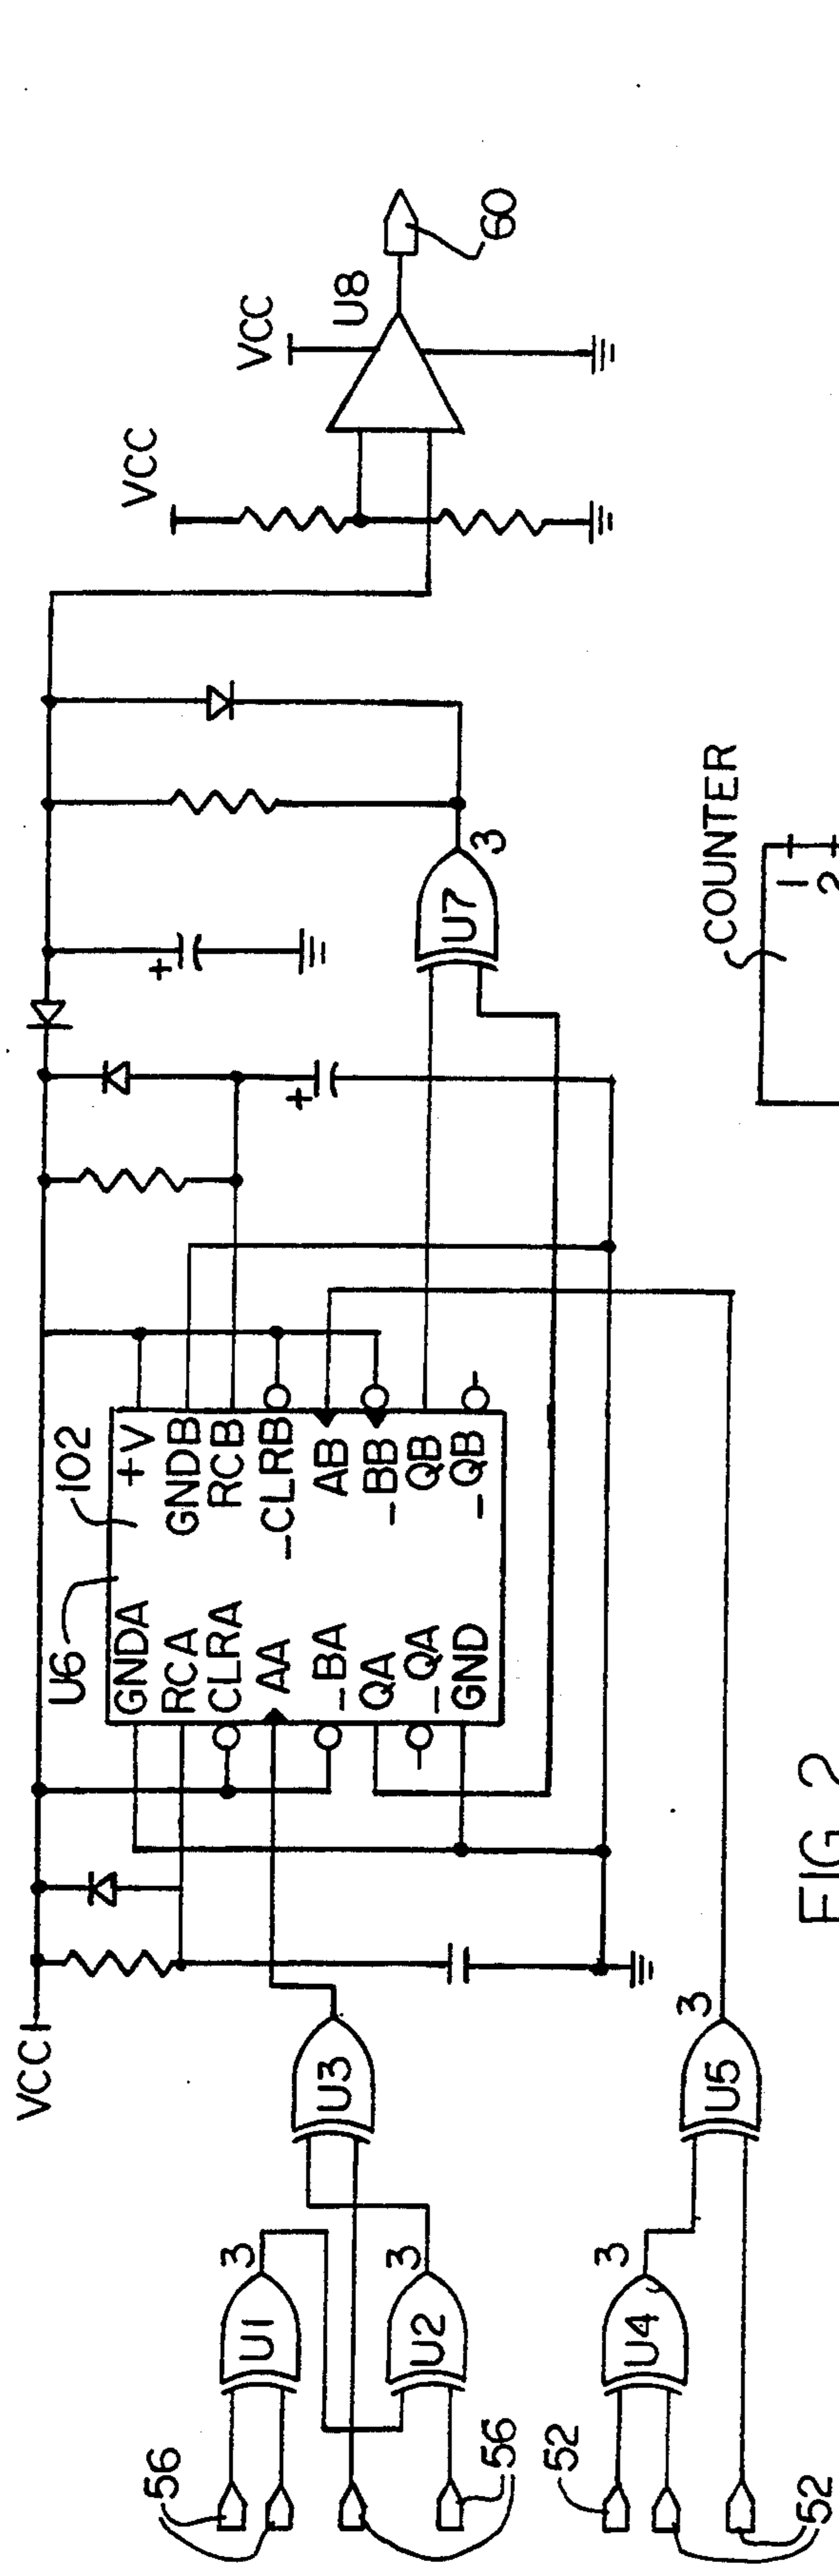 VCC
VCC
VCC
U8
60
U6
102
GNDA
RCA
CLRA
AA
_BA
QA
_QA
GND
+V
GNDB
RCB
_CLRB
AB
_BB
QB
_QB
+
+
U7
3
U1
3
U2
3
U3
U4
3
U5
3
56
56
52
52
COUNTER
1
2
FIG. 2